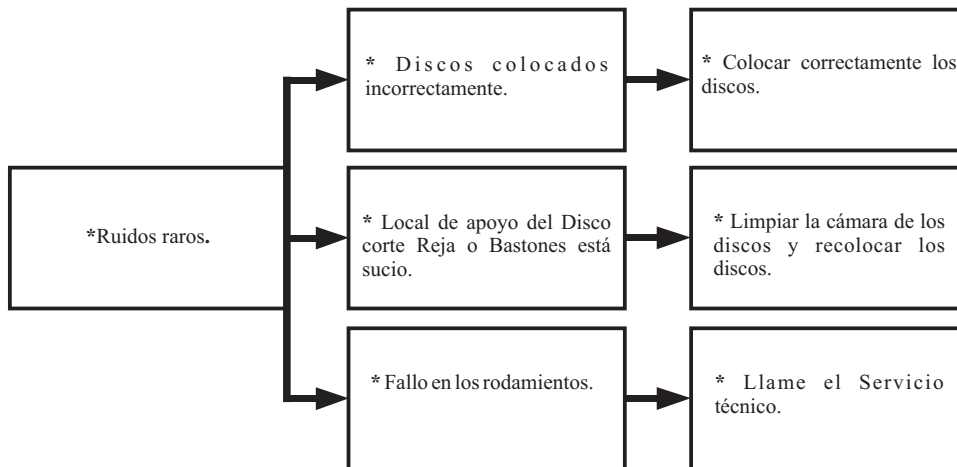 * Discos colocados
incorrectamente.
* Colocar correctamente los
discos.
*Ruidos raros.
* Local de apoyo del Disco
corte Reja o Bastones está
sucio.
* Limpiar la cámara de los
discos y recolocar los
discos.
* Fallo en los rodamientos.
* Llame el Servicio
técnico.